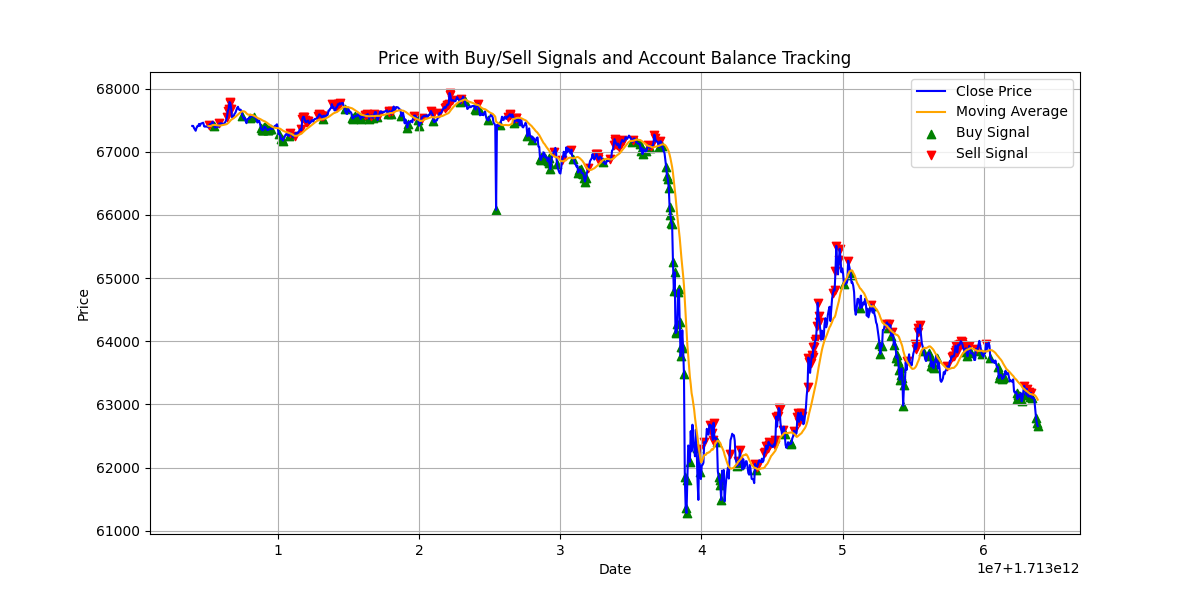 Price with Buy/Sell Signals and Account Balance Tracking
Close Price
Moving Average
Buy Signal
Sell Signal
68000
67000
66000
65000
64000
63000
62000
61000
Price
1 2 3 4 5 6
Date
1e7+1.713e12